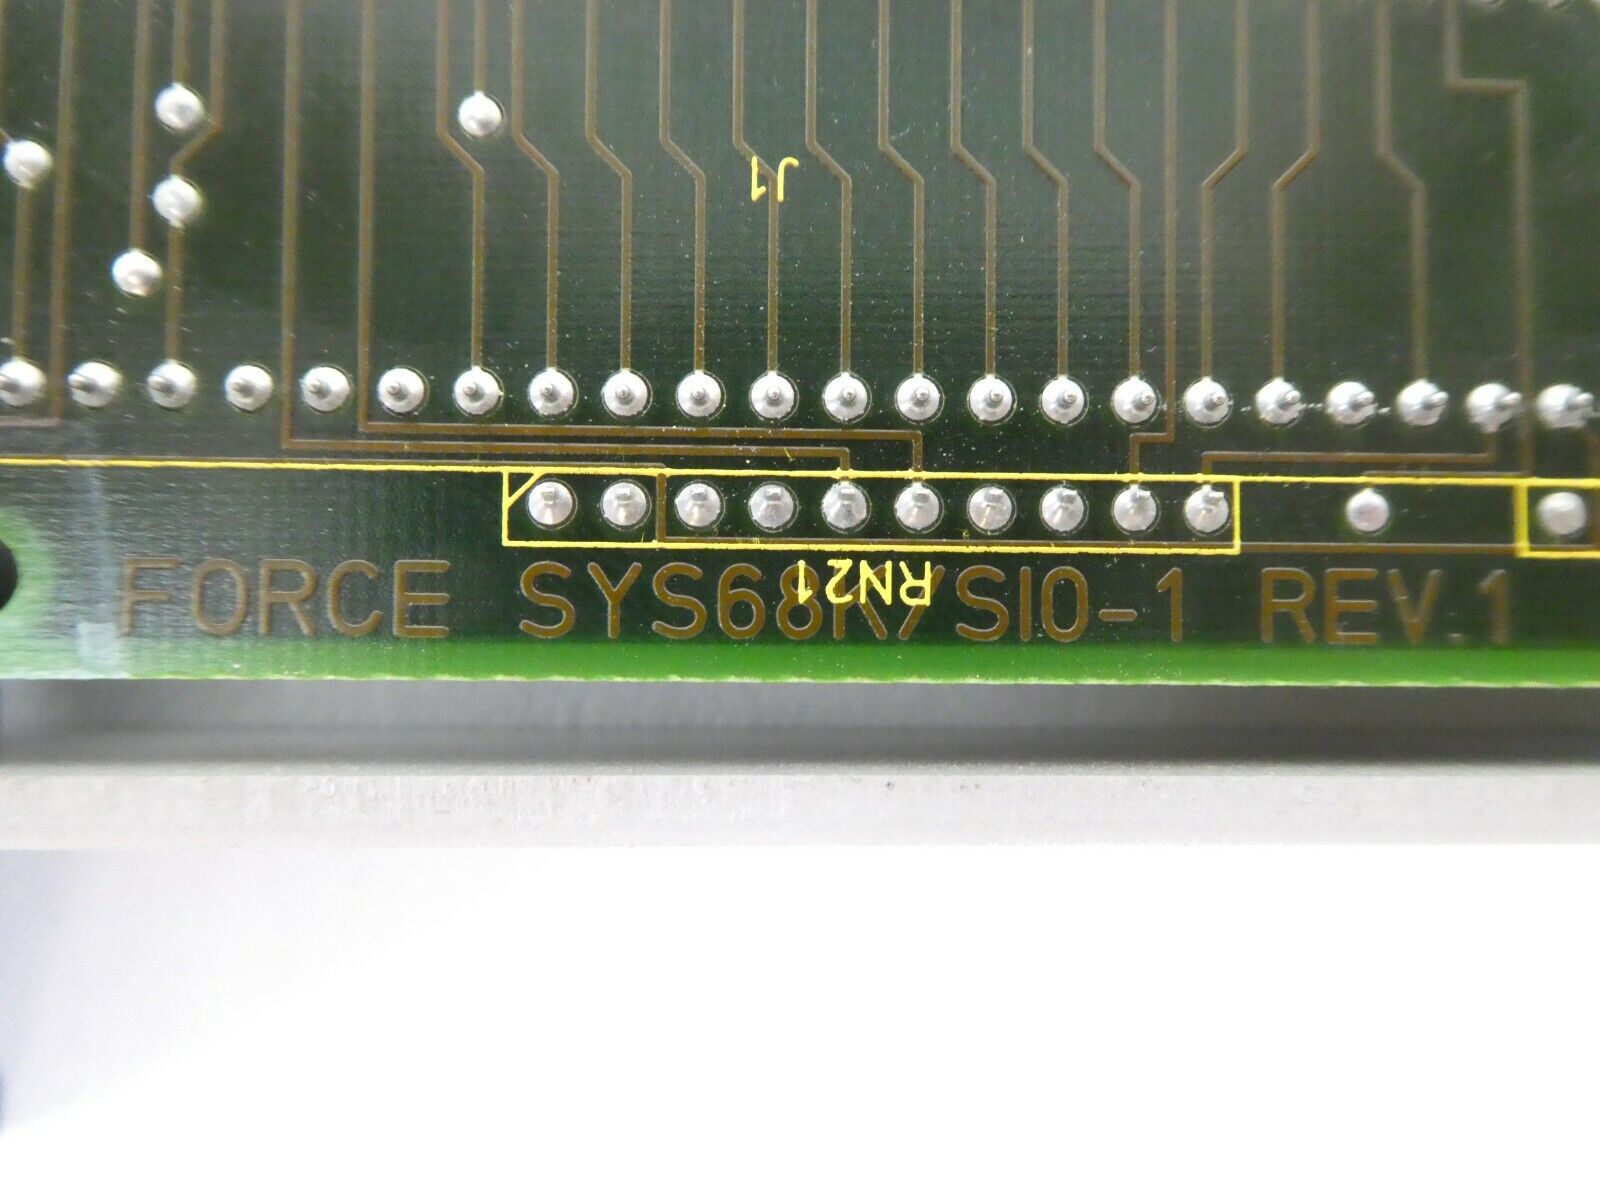 J1
RN21
FORCE SYS68K/SIO-1 REV.1